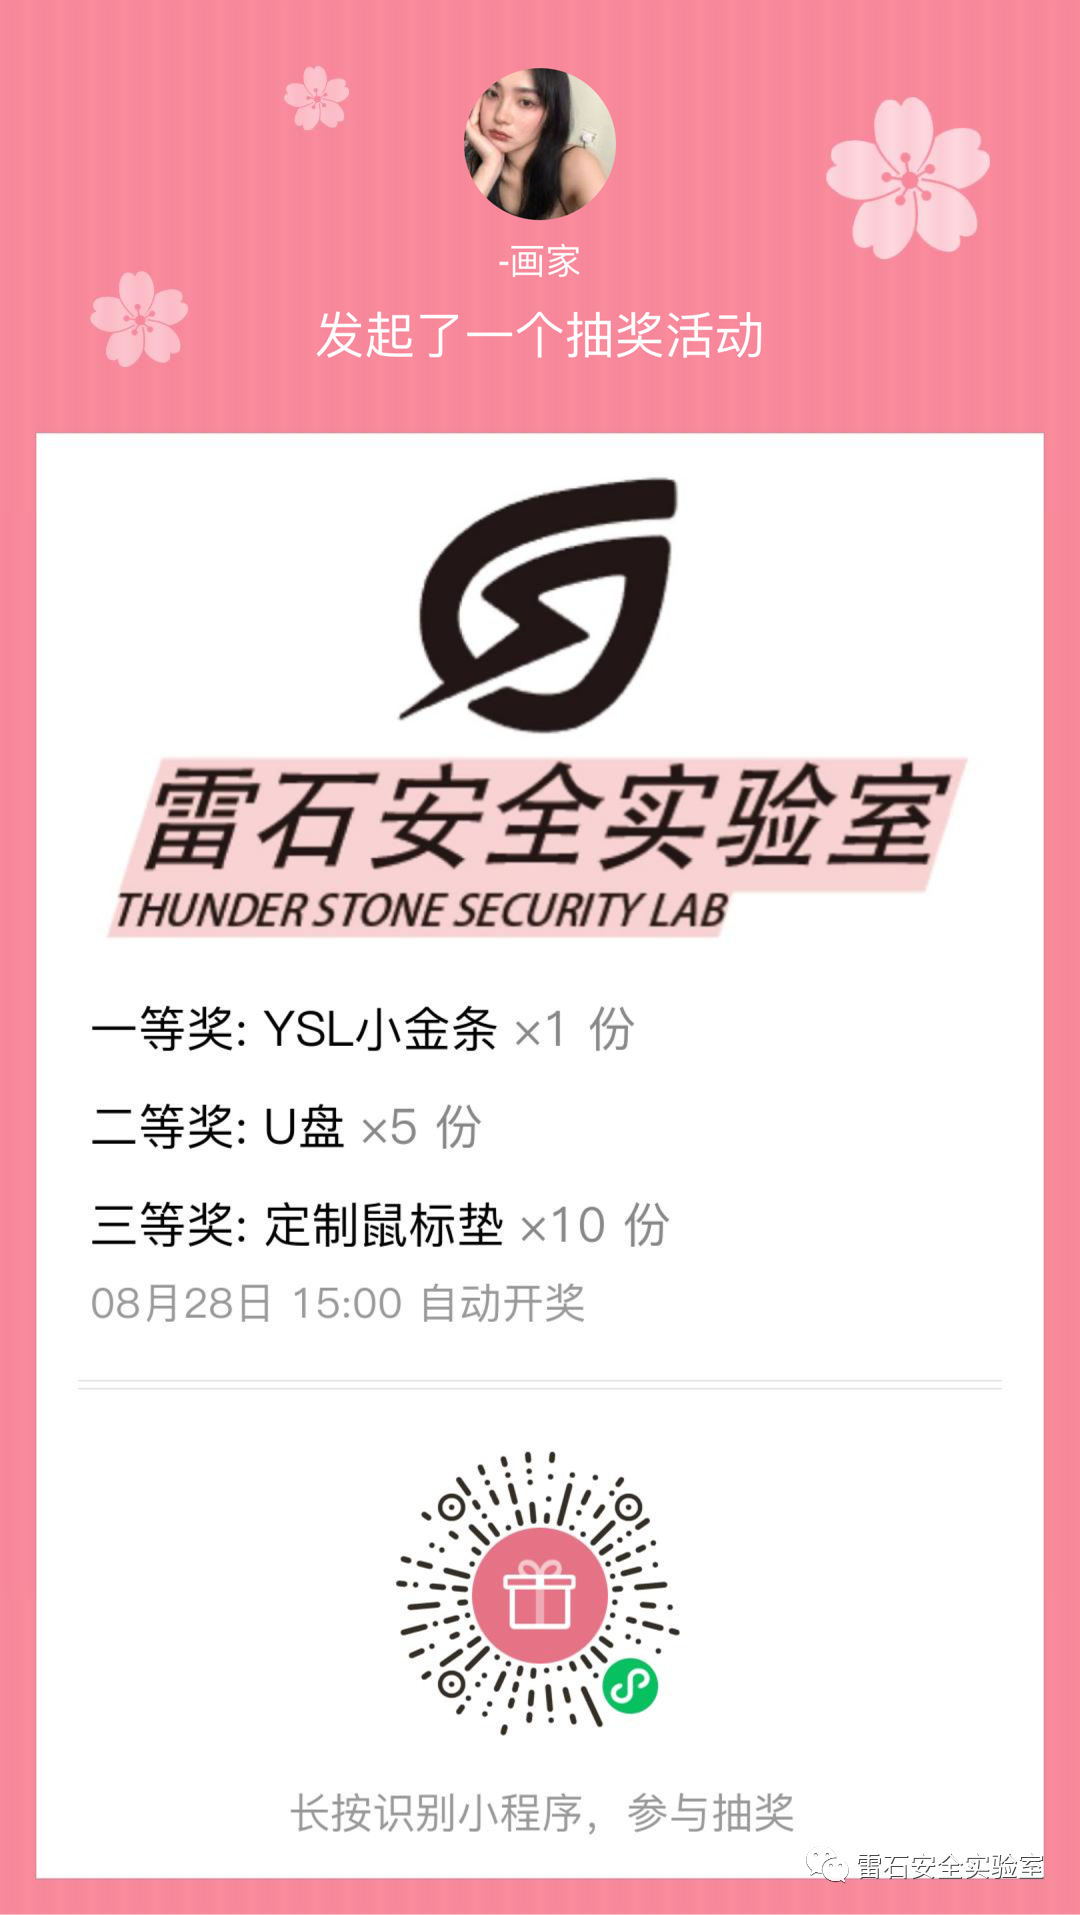 -画家
发起了一个抽奖活动
雷石安全实验室
THUNDER STONE SECURITY LAB
一等奖: YSL小金条 ×1 份
二等奖: U盘 ×5 份
三等奖: 定制鼠标垫 ×10 份
08月28日 15:00 自动开奖
长按识别小程序，参与抽奖
雷石安全实验室